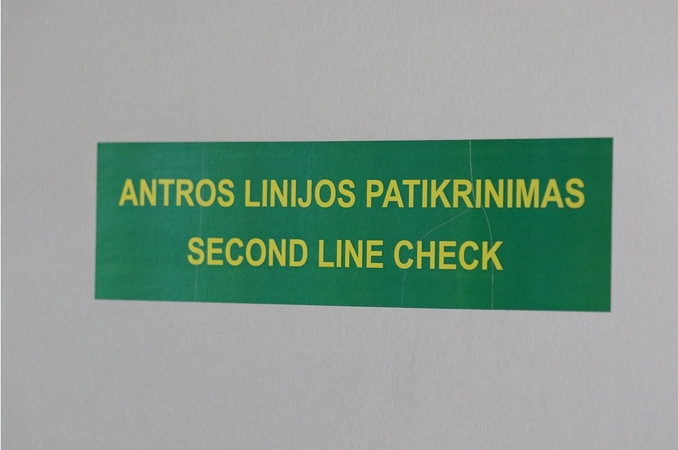 ANTROS LINIJOS PATIKRINIMAS
SECOND LINE CHECK